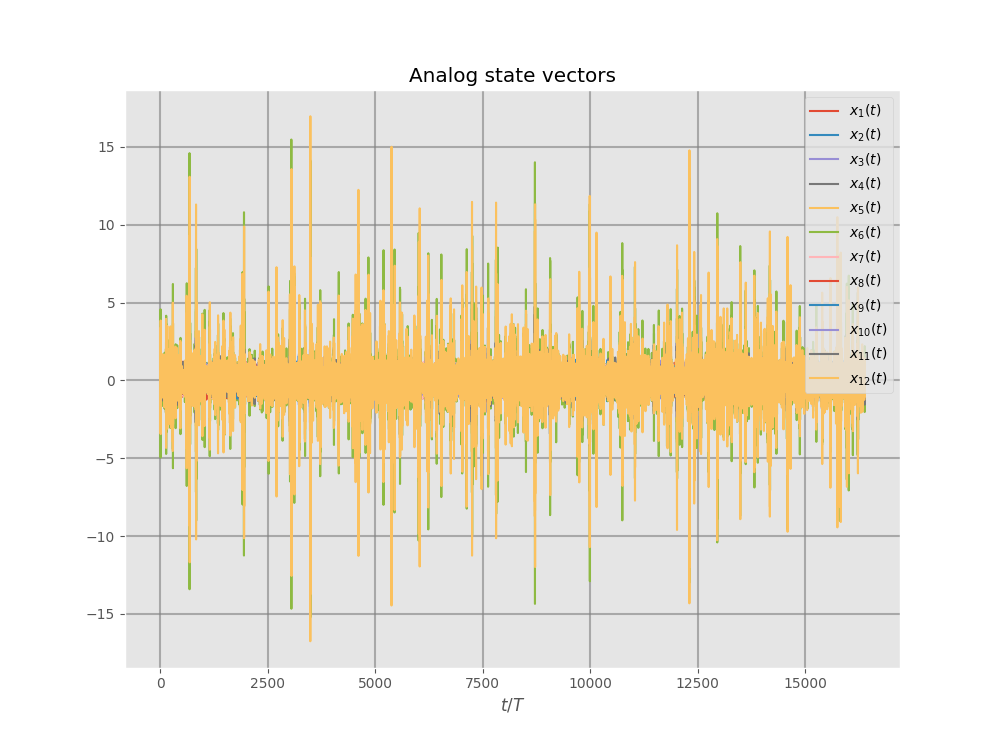 Analog state vectors
15
10
5
0
−5
−10
−15
0 2500 5000 7500 10000 12500 15000
t/T
x₁(t)
x₂(t)
x₃(t)
x₄(t)
x₅(t)
x₆(t)
x₇(t)
x₈(t)
x₉(t)
x₁₀(t)
x₁₁(t)
x₁₂(t)